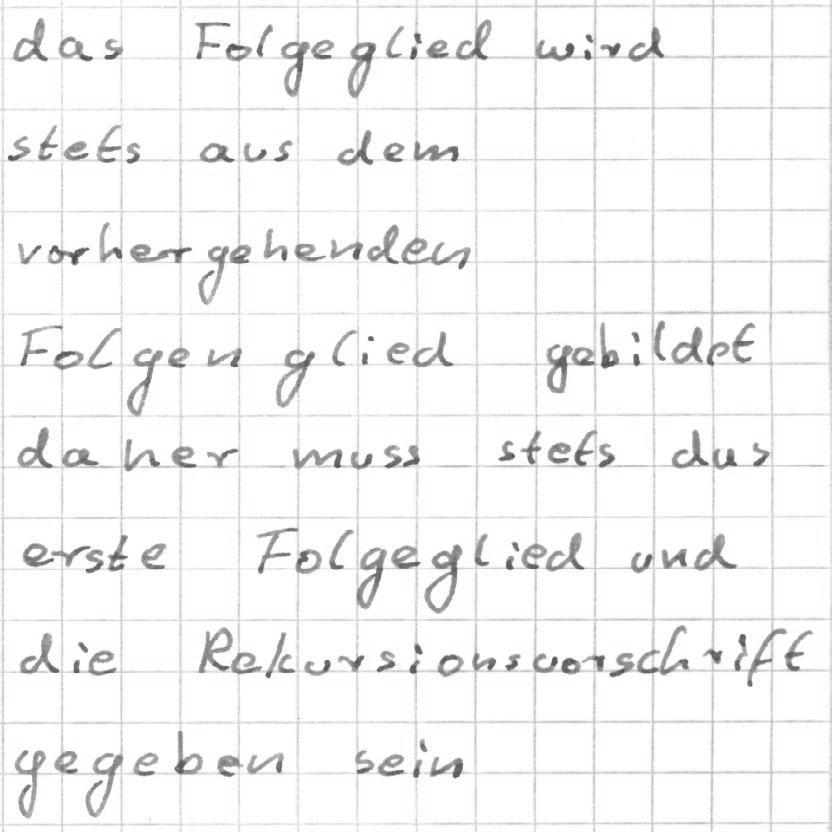 das Folgeglied wird
stets aus dem
vorhergehenden
Folgenglied gebildet
daher muss stets das
erste Folgeglied und
die Rekursionsvorschrift
gegeben sein